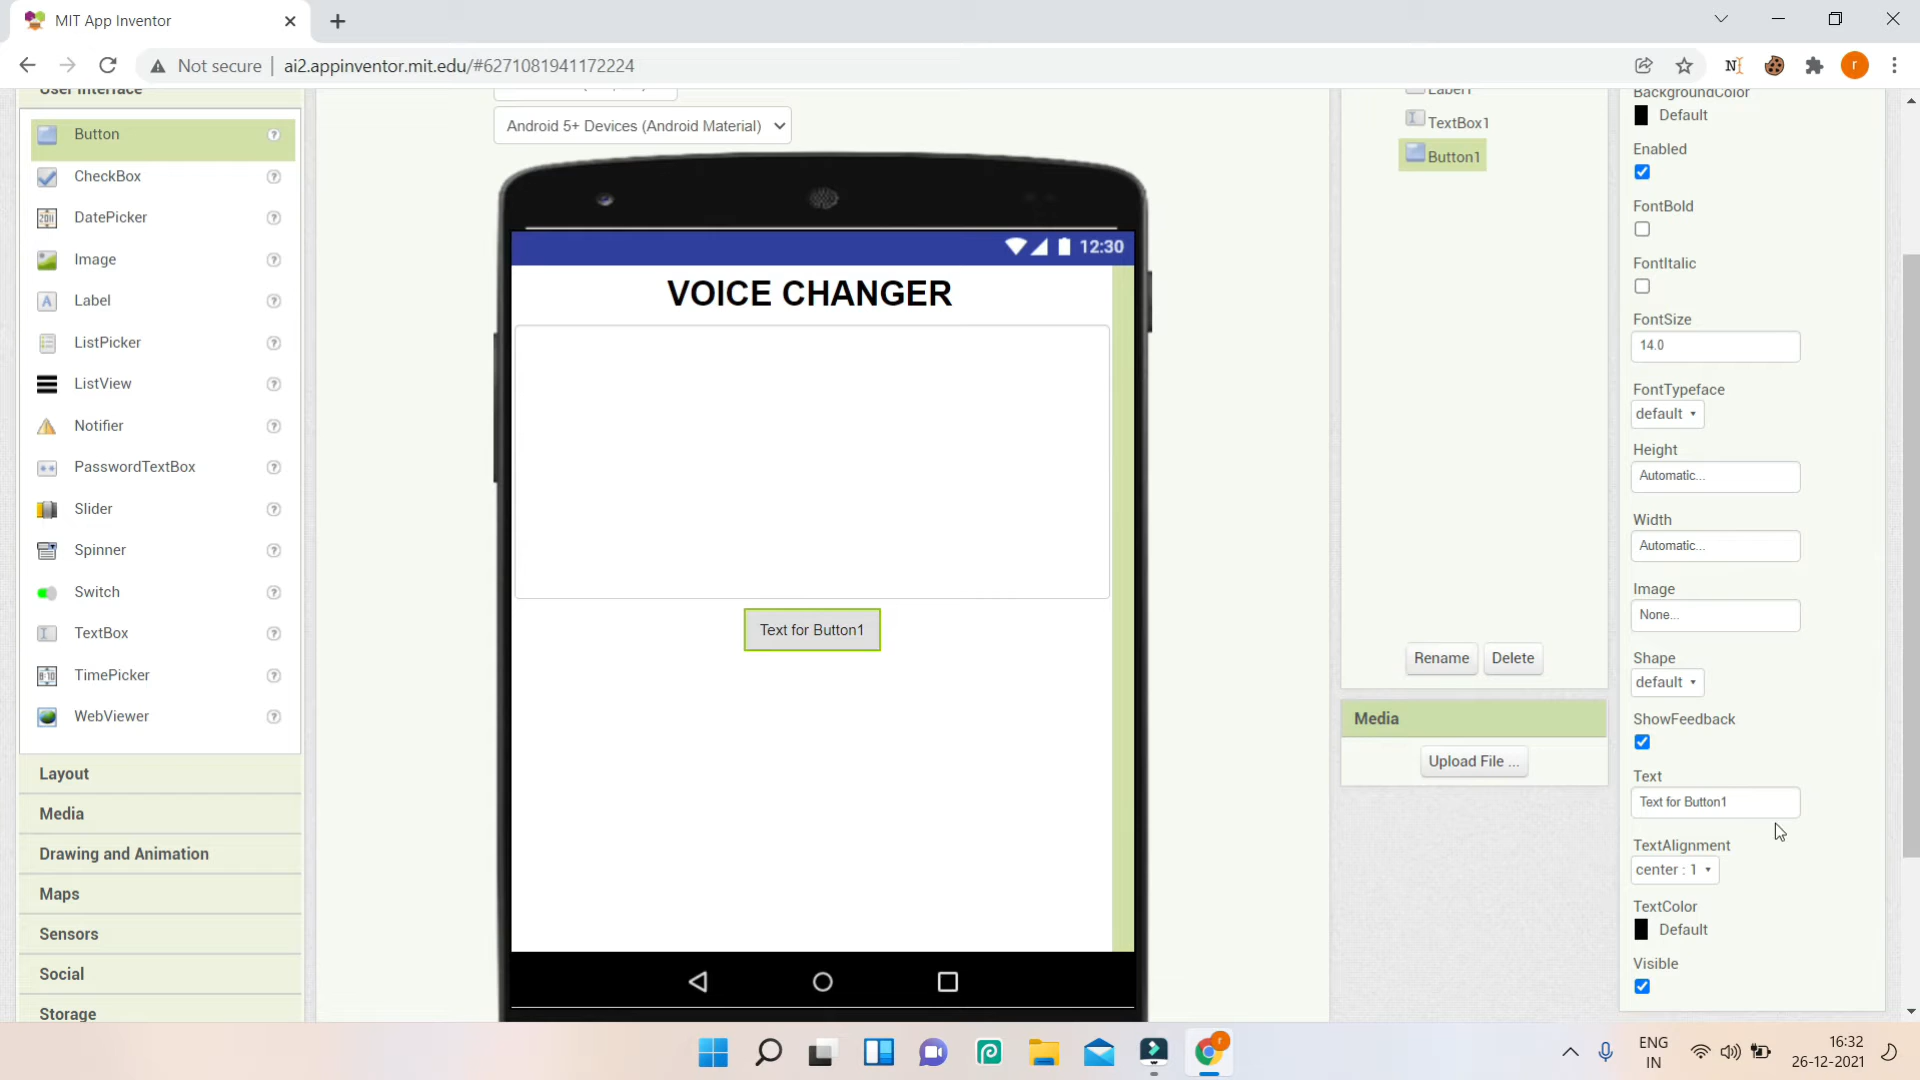 MIT App Inventor
Not secure
ai2.appinventor.mit.edu/#6271081941172224
N
r
User Interface
Button
CheckBox
DatePicker
Image
Label
ListPicker
ListView
Notifier
PasswordTextBox
Slider
Spinner
Switch
TextBox
TimePicker
WebViewer
Layout
Media
Drawing and Animation
Maps
Sensors
Social
Storage
Android 5+ Devices (Android Material)
12:30
VOICE CHANGER
Text for Button1
Label1
TextBox1
Button1
Rename
Delete
Media
Upload File ...
BackgroundColor
Default
Enabled
FontBold
FontItalic
FontSize
14.0
FontTypeface
default
Height
Automatic...
Width
Automatic...
Image
None...
Shape
default
ShowFeedback
Text
Text for Button1
TextAlignment
center : 1
TextColor
Default
Visible
ENG
IN
16:32
26-12-2021